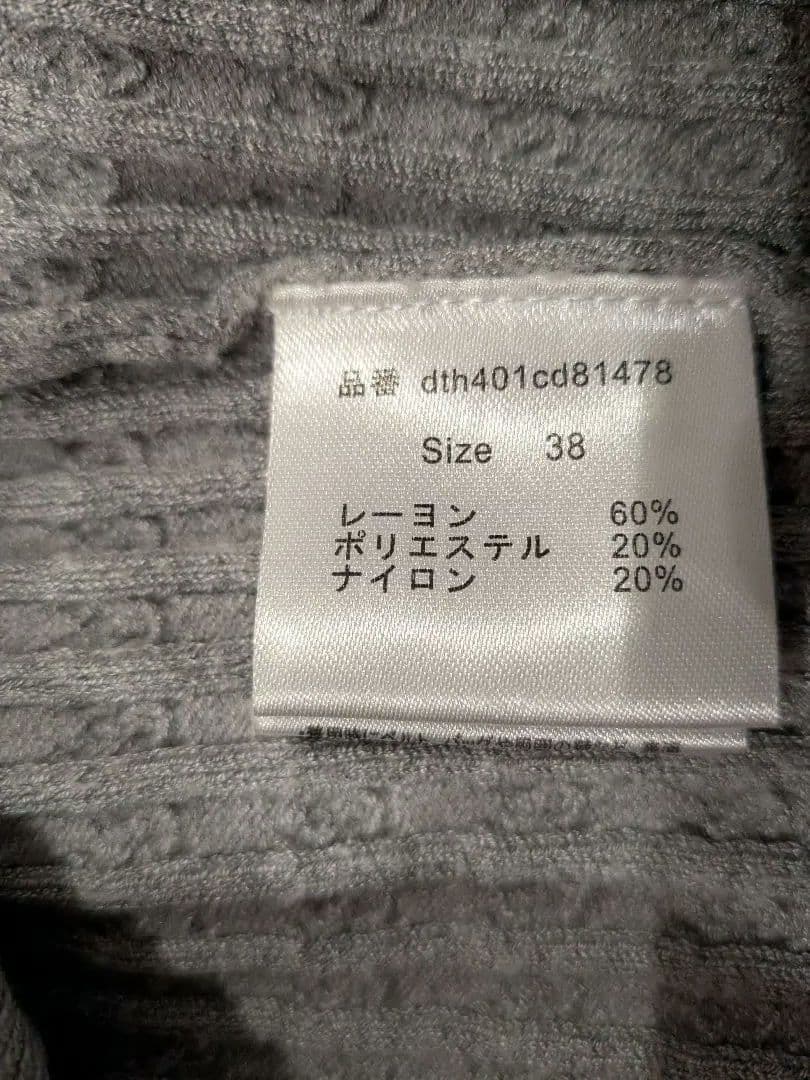 品番 dth401cd81478
Size 38
レーヨン 60%
ポリエステル 20%
ナイロン 20%